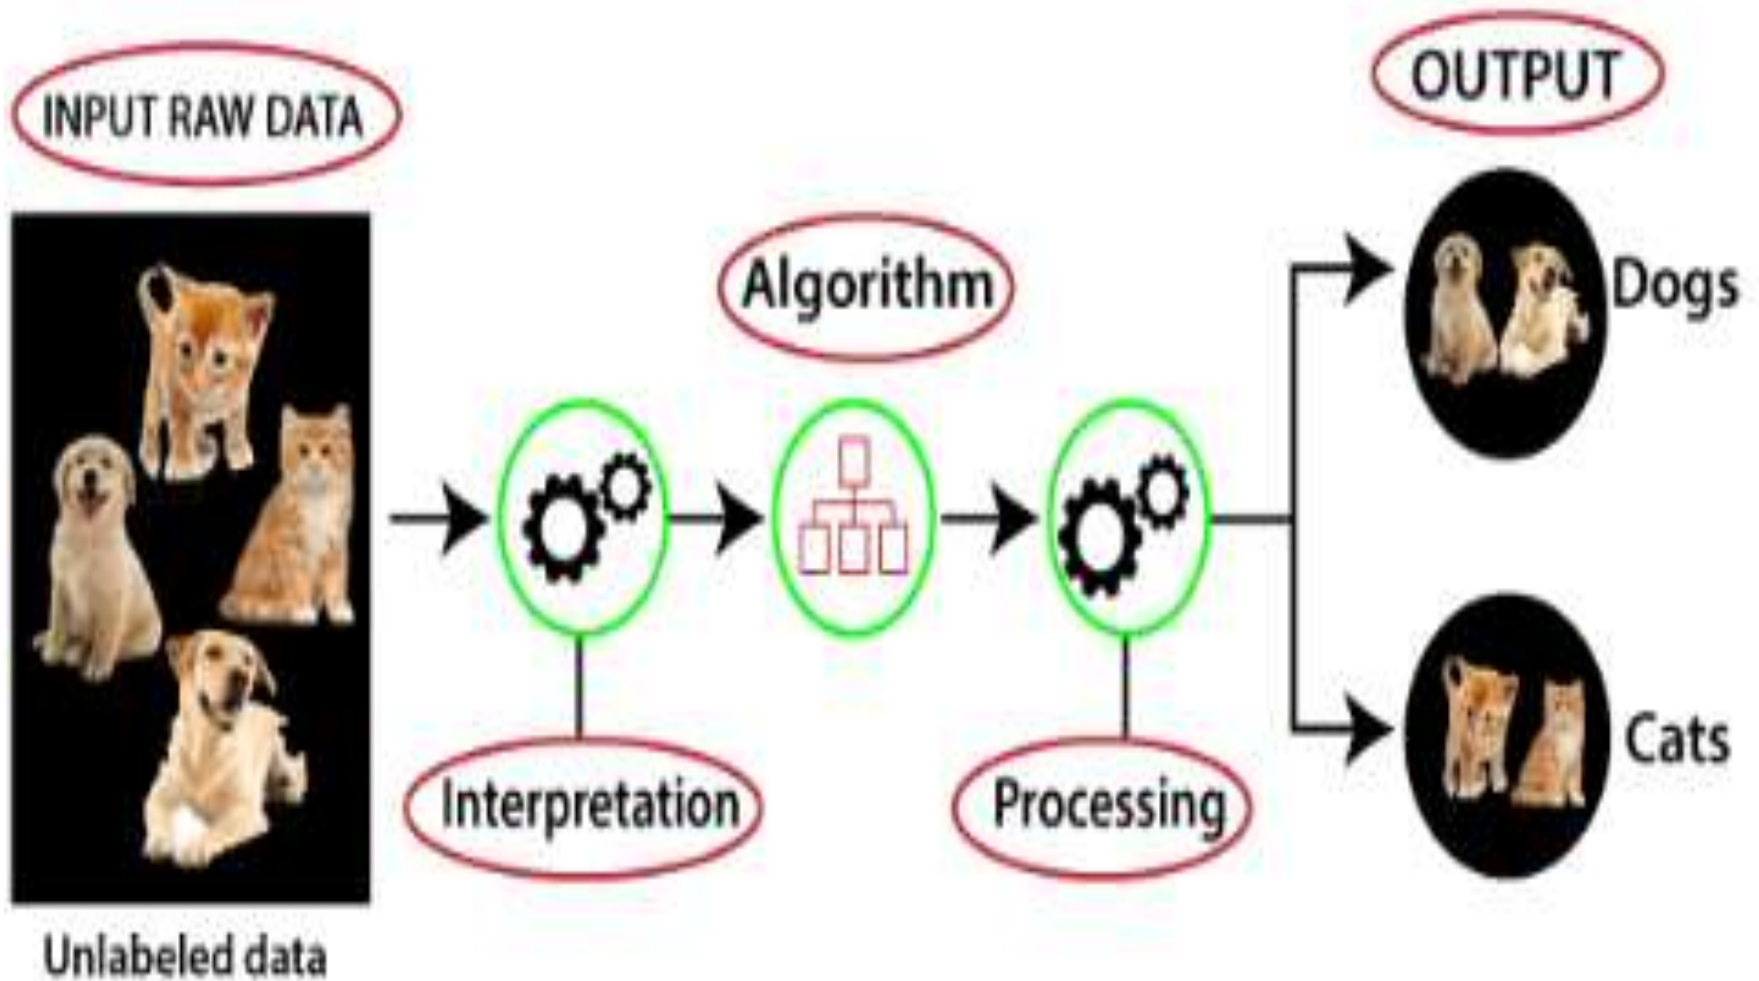 INPUT RAW DATA
OUTPUT
Algorithm
Dogs
Interpretation
Processing
Cats
Unlabeled data